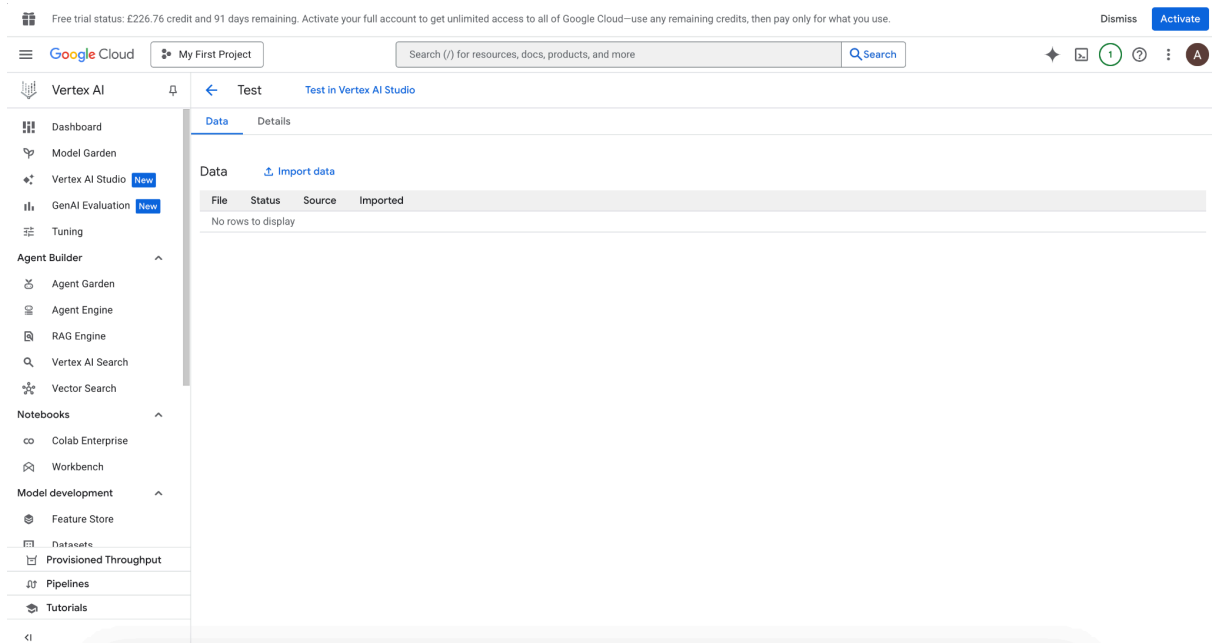 Free trial status: £226.76 credit and 91 days remaining. Activate your full account to get unlimited access to all of Google Cloud—use any remaining credits, then pay only for what you use.
Dismiss
Activate
Google Cloud
My First Project
Search (/) for resources, docs, products, and more
Search
1
A
Vertex AI
Test
Test in Vertex AI Studio
Dashboard
Model Garden
Vertex AI Studio New
GenAI Evaluation New
Tuning
Agent Builder
Agent Garden
Agent Engine
RAG Engine
Vertex AI Search
Vector Search
Notebooks
Colab Enterprise
Workbench
Model development
Feature Store
Datasets
Provisioned Throughput
Pipelines
Tutorials
Data Details
Data Import data
File Status Source Imported
No rows to display